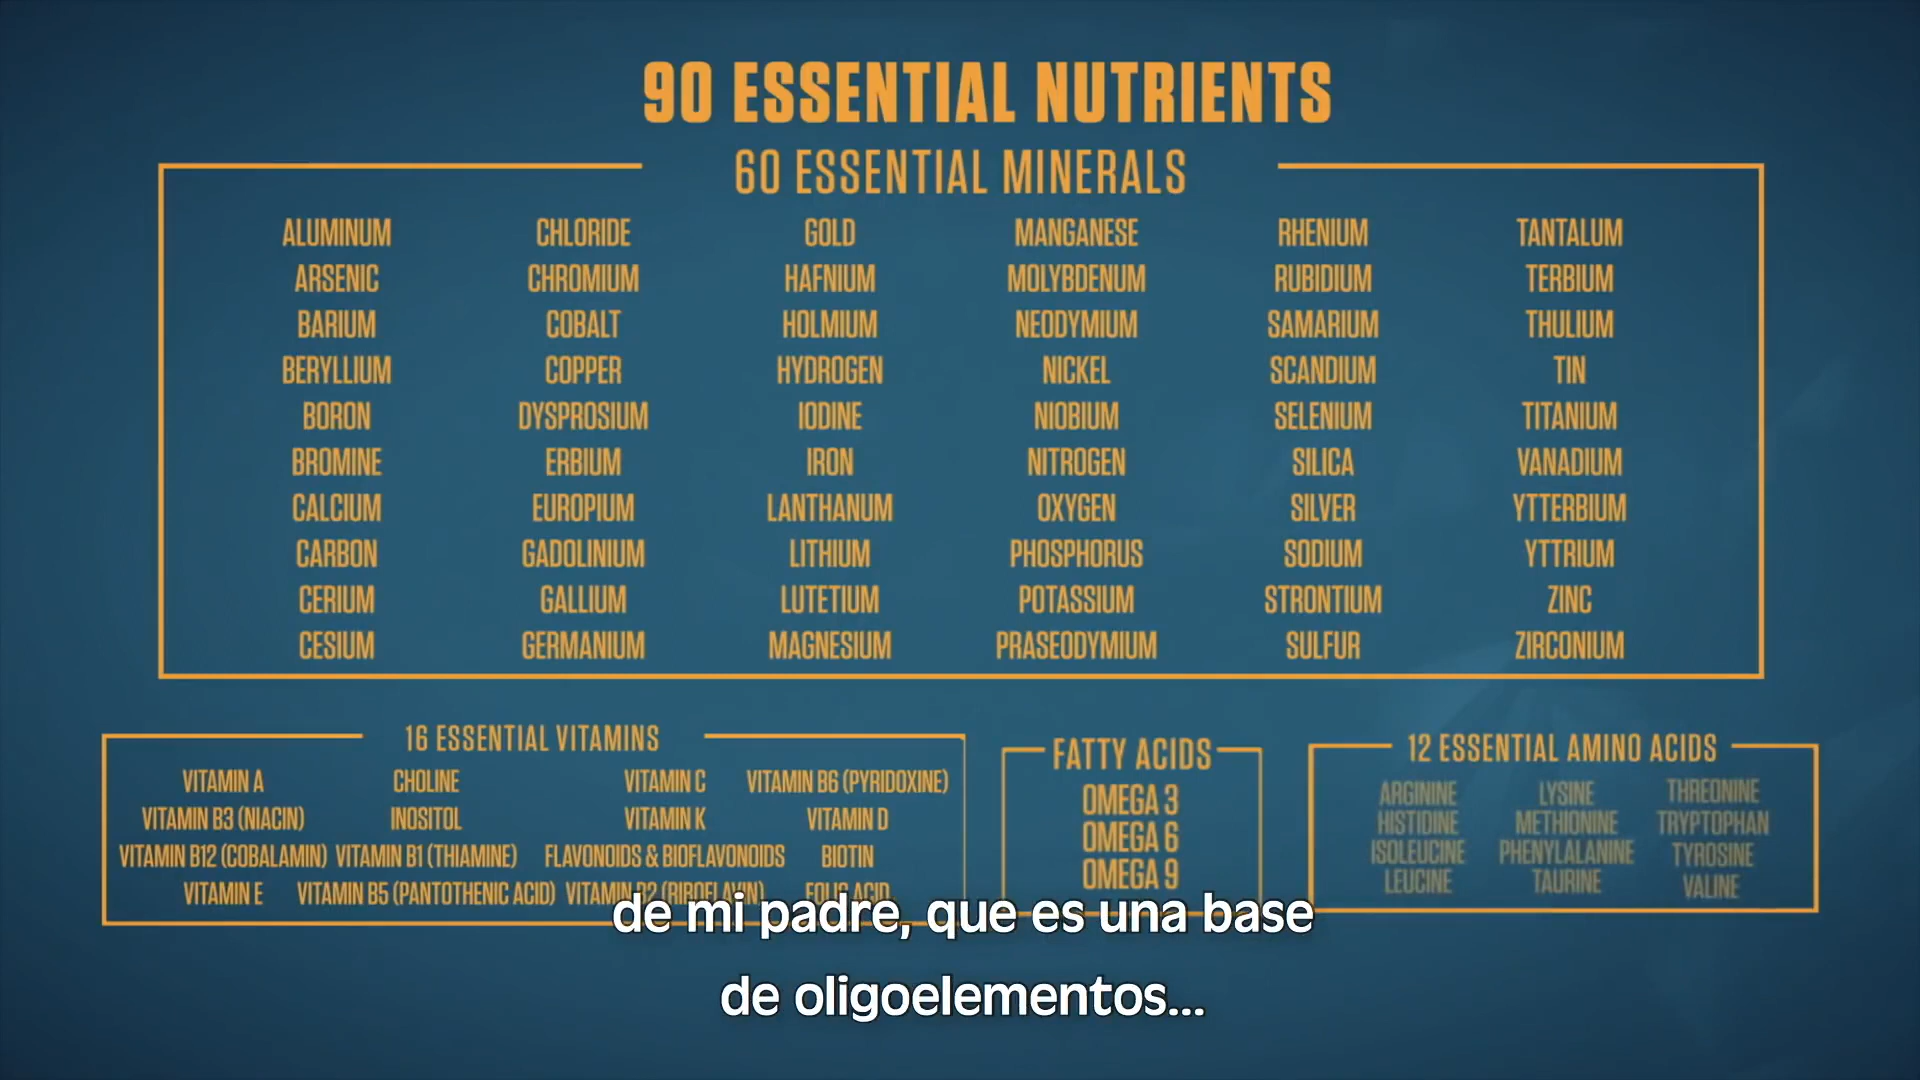 90 ESSENTIAL NUTRIENTS
60 ESSENTIAL MINERALS
ALUMINUM CHLORIDE GOLD MANGANESE RHENIUM TANTALUM
ARSENIC CHROMIUM HAFNIUM MOLYBDENUM RUBIDIUM TERBIUM
BARIUM COBALT HOLMIUM NEODYMIUM SAMARIUM THULIUM
BERYLLIUM COPPER HYDROGEN NICKEL SCANDIUM TIN
BORON DYSPROSIUM IODINE NIOBIUM SELENIUM TITANIUM
BROMINE ERBIUM IRON NITROGEN SILICA VANADIUM
CALCIUM EUROPIUM LANTHANUM OXYGEN SILVER YTTERBIUM
CARBON GADOLINIUM LITHIUM PHOSPHORUS SODIUM YTTRIUM
CERIUM GALLIUM LUTETIUM POTASSIUM STRONTIUM ZINC
CESIUM GERMANIUM MAGNESIUM PRASEODYMIUM SULFUR ZIRCONIUM
16 ESSENTIAL VITAMINS
VITAMIN A CHOLINE VITAMIN C VITAMIN B6 (PYRIDOXINE)
VITAMIN B3 (NIACIN) INOSITOL VITAMIN K VITAMIN D
VITAMIN B12 (COBALAMIN) VITAMIN B1 (THIAMINE) FLAVONOIDS & BIOFLAVONOIDS BIOTIN
VITAMIN E VITAMIN B5 (PANTOTHENIC ACID) VITAMIN B2 (RIBOFLAVIN) FOLIC ACID
FATTY ACIDS
OMEGA 3
OMEGA 6
OMEGA 9
12 ESSENTIAL AMINO ACIDS
ARGININE LYSINE THREONINE
HISTIDINE METHIONINE TRYPTOPHAN
ISOLEUCINE PHENYLALANINE TYROSINE
LEUCINE TAURINE VALINE
de mi padre, que es una base
de oligoelementos...